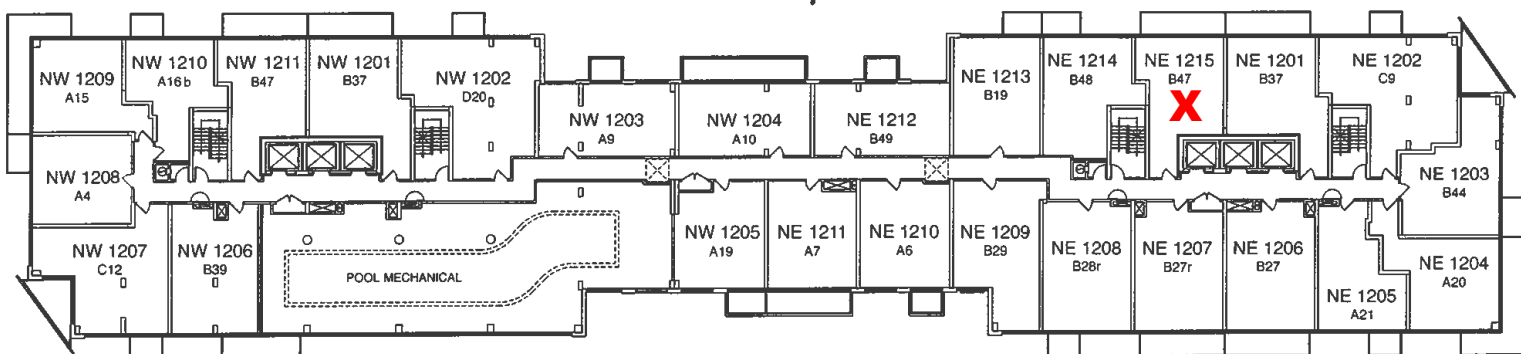 NW 1209
A15
NW 1210
A16b
NW 1211
B47
NW 1201
B37
NW 1202
D20
NW 1203
A9
NW 1204
A10
NE 1212
B49
NE 1213
B19
NE 1214
B48
NE 1215
B47
X
NE 1201
B37
NE 1202
C9
NW 1208
A4
NE 1203
B44
NW 1207
C12
NW 1206
B39
POOL MECHANICAL
NW 1205
A19
NE 1211
A7
NE 1210
A6
NE 1209
B29
NE 1208
B28r
NE 1207
B27r
NE 1206
B27
NE 1205
A21
NE 1204
A20